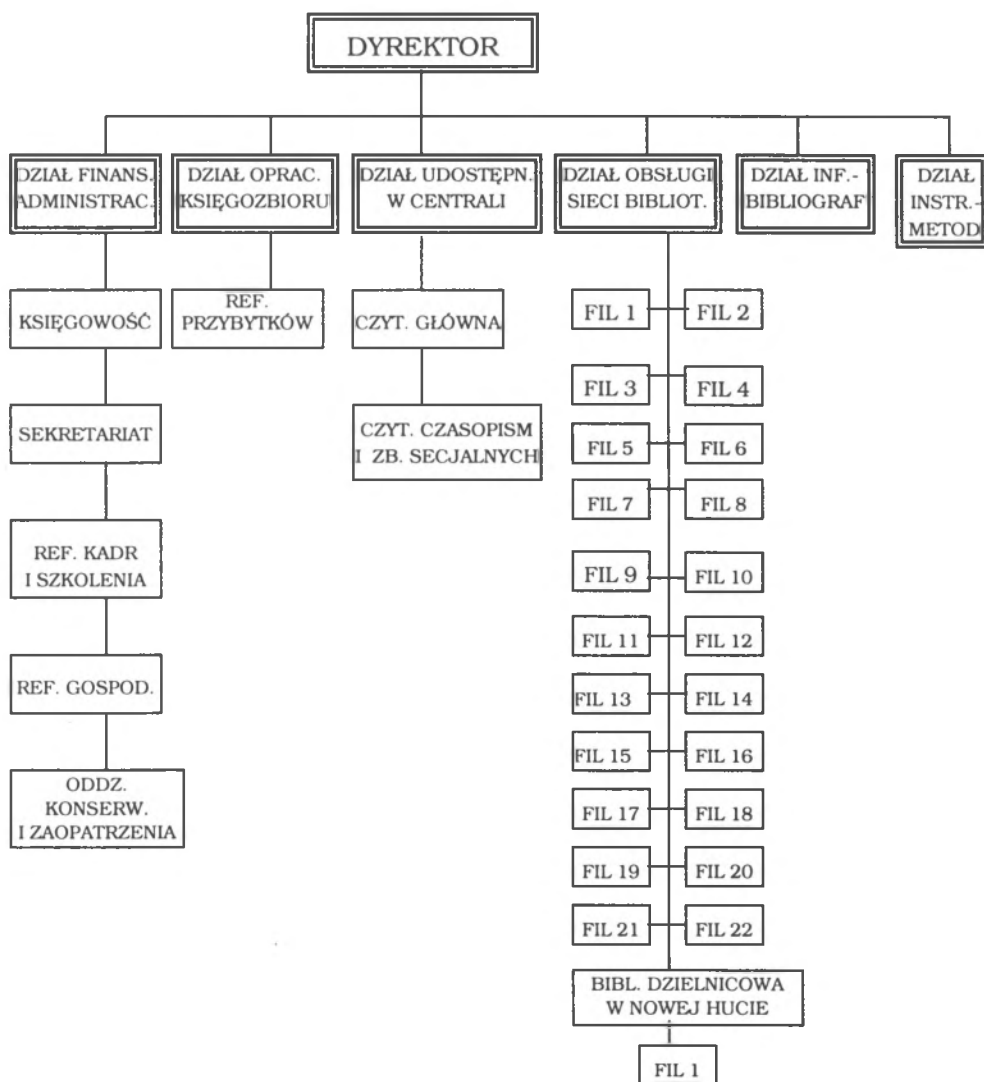 DYREKTOR
DZIAŁ FINANS.
ADMINISTRAC.
DZIAŁ OPRAC.
KSIĘGOZBIORU
DZIAŁ UDOSTĘPN.
W CENTRALI
DZIAŁ OBSŁUGI
SIECI BIBLIOT.
DZIAŁ INF.-
BIBLIOGRAF
DZIAŁ
INSTR.-
METOD
KSIĘGOWOŚĆ
SEKRETARIAT
REF. KADR
I SZKOLENIA
REF. GOSPOD.
ODDZ.
KONSERW.
I ZAOPATRZENIA
REF.
PRZYBYTKÓW
CZYT. GŁÓWNA
CZYT. CZASOPISM
I ZB. SECJALNYCH
FIL 1
FIL 2
FIL 3
FIL 4
FIL 5
FIL 6
FIL 7
FIL 8
FIL 9
FIL 10
FIL 11
FIL 12
FIL 13
FIL 14
FIL 15
FIL 16
FIL 17
FIL 18
FIL 19
FIL 20
FIL 21
FIL 22
BIBL. DZIELNICOWA
W NOWEJ HUCIE
FIL 1